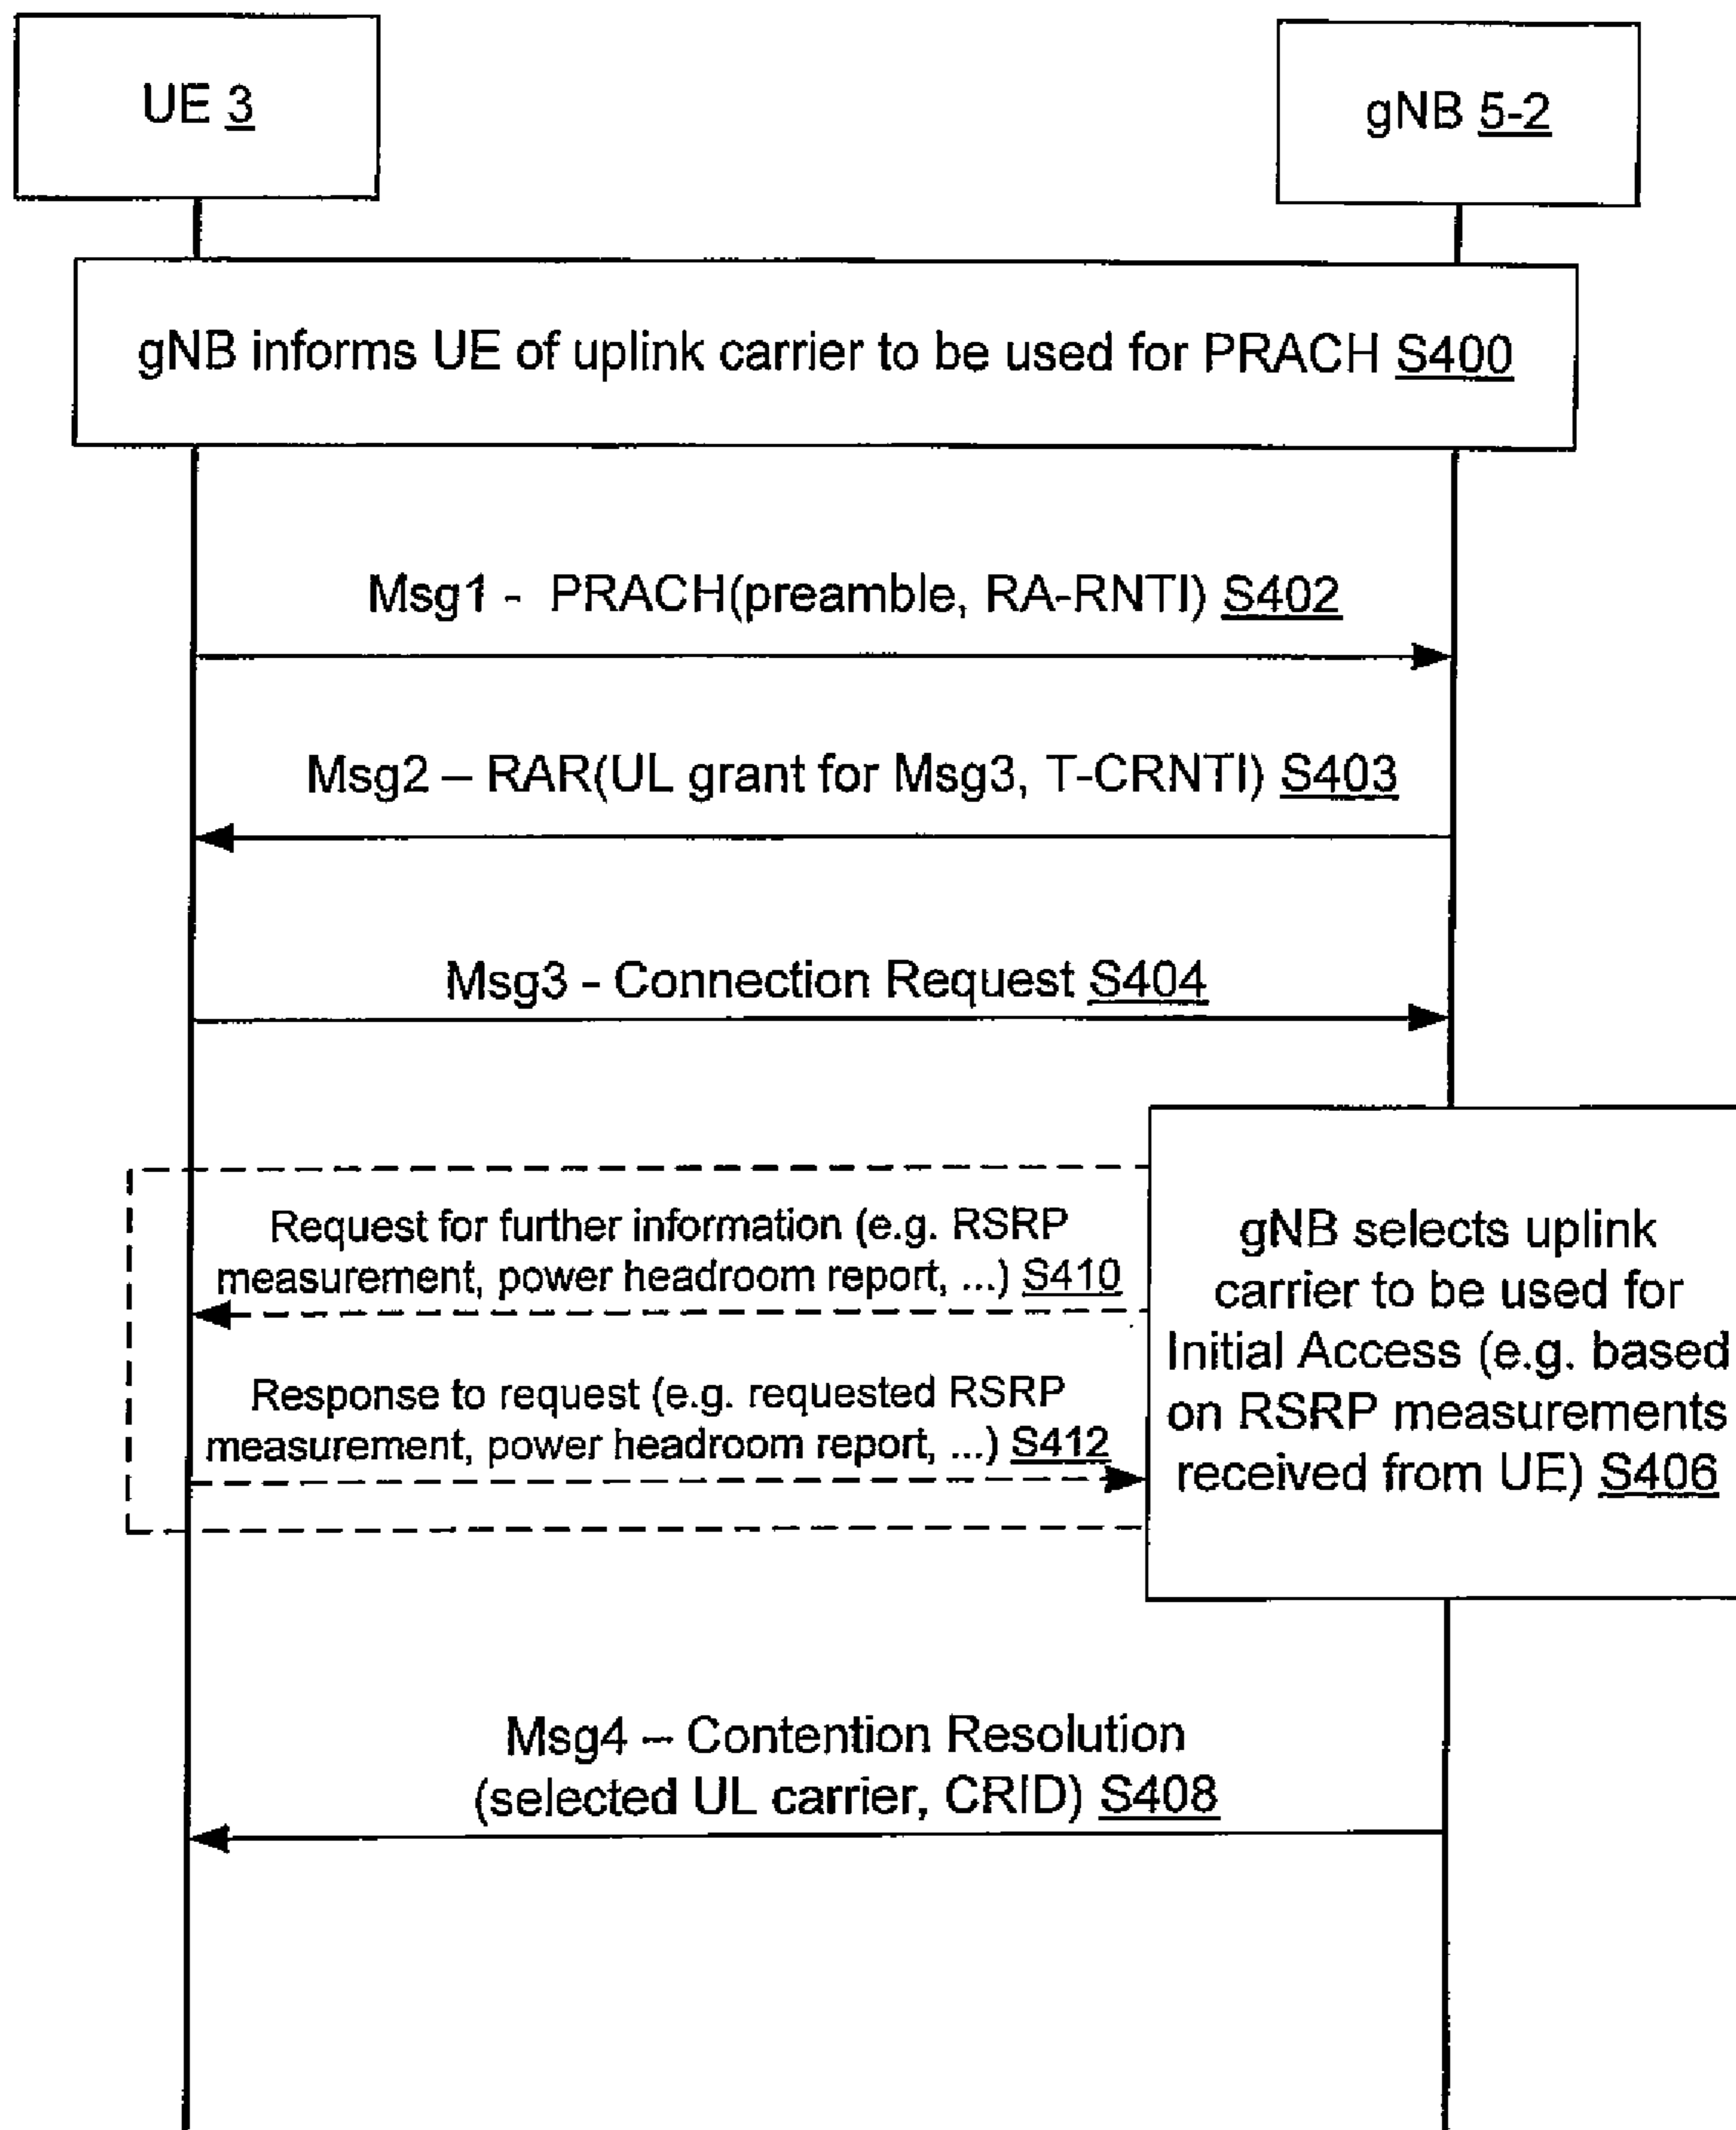 UE 3
gNB 5-2
gNB informs UE of uplink carrier to be used for PRACH S400
Msg1 - PRACH(preamble, RA-RNTI) S402
Msg2 – RAR(UL grant for Msg3, T-CRNTI) S403
Msg3 - Connection Request S404
Request for further information (e.g. RSRP
measurement, power headroom report, ...) S410
Response to request (e.g. requested RSRP
measurement, power headroom report, ...) S412
gNB selects uplink
carrier to be used for
Initial Access (e.g. based
on RSRP measurements
received from UE) S406
Msg4 – Contention Resolution
(selected UL carrier, CRID) S408